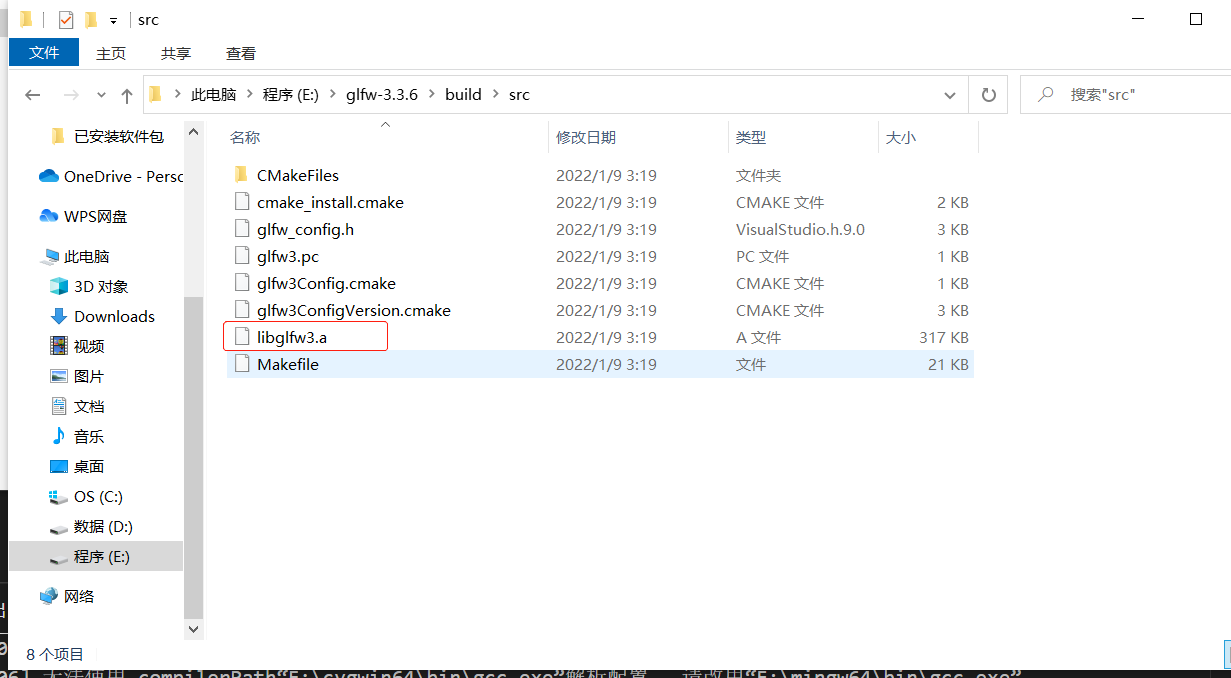 src
文件 主页 共享 查看
此电脑 程序 (E:) glfw-3.3.6 build src 搜索"src"
已安装软件包
OneDrive - Persc
WPS网盘
此电脑
3D 对象
Downloads
视频
图片
文档
音乐
桌面
OS (C:)
数据 (D:)
程序 (E:)
网络
名称 修改日期 类型 大小
CMakeFiles 2022/1/9 3:19 文件夹
cmake_install.cmake 2022/1/9 3:19 CMAKE 文件 2 KB
glfw_config.h 2022/1/9 3:19 VisualStudio.h.9.0 3 KB
glfw3.pc 2022/1/9 3:19 PC 文件 1 KB
glfw3Config.cmake 2022/1/9 3:19 CMAKE 文件 1 KB
glfw3ConfigVersion.cmake 2022/1/9 3:19 CMAKE 文件 3 KB
libglfw3.a 2022/1/9 3:19 A 文件 317 KB
Makefile 2022/1/9 3:19 文件 21 KB
8 个项目
06] 无法使用 compilerPath“E:\cygwin64\bin\gcc.exe”解析配置。 请改用“E:\mingw64\bin\gcc.exe”